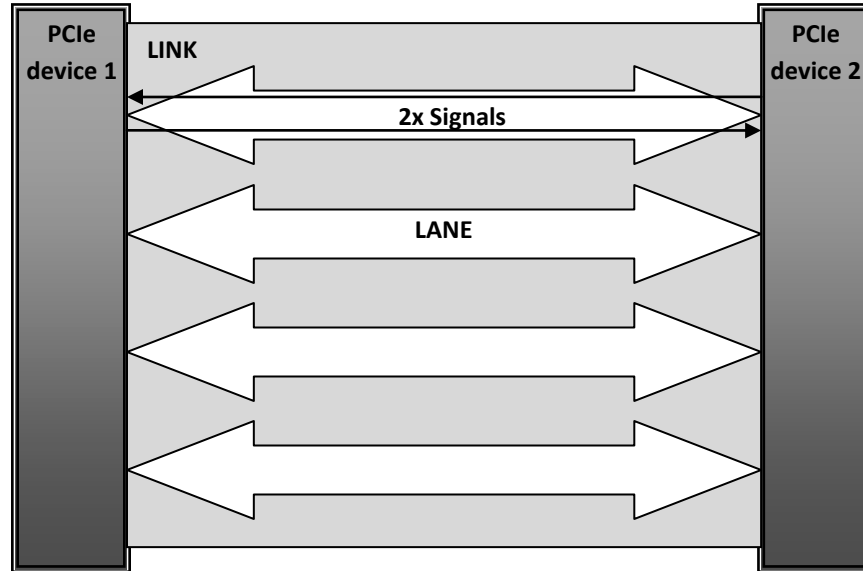 PCIe
device 1
LINK
2x Signals
LANE
PCIe
device 2